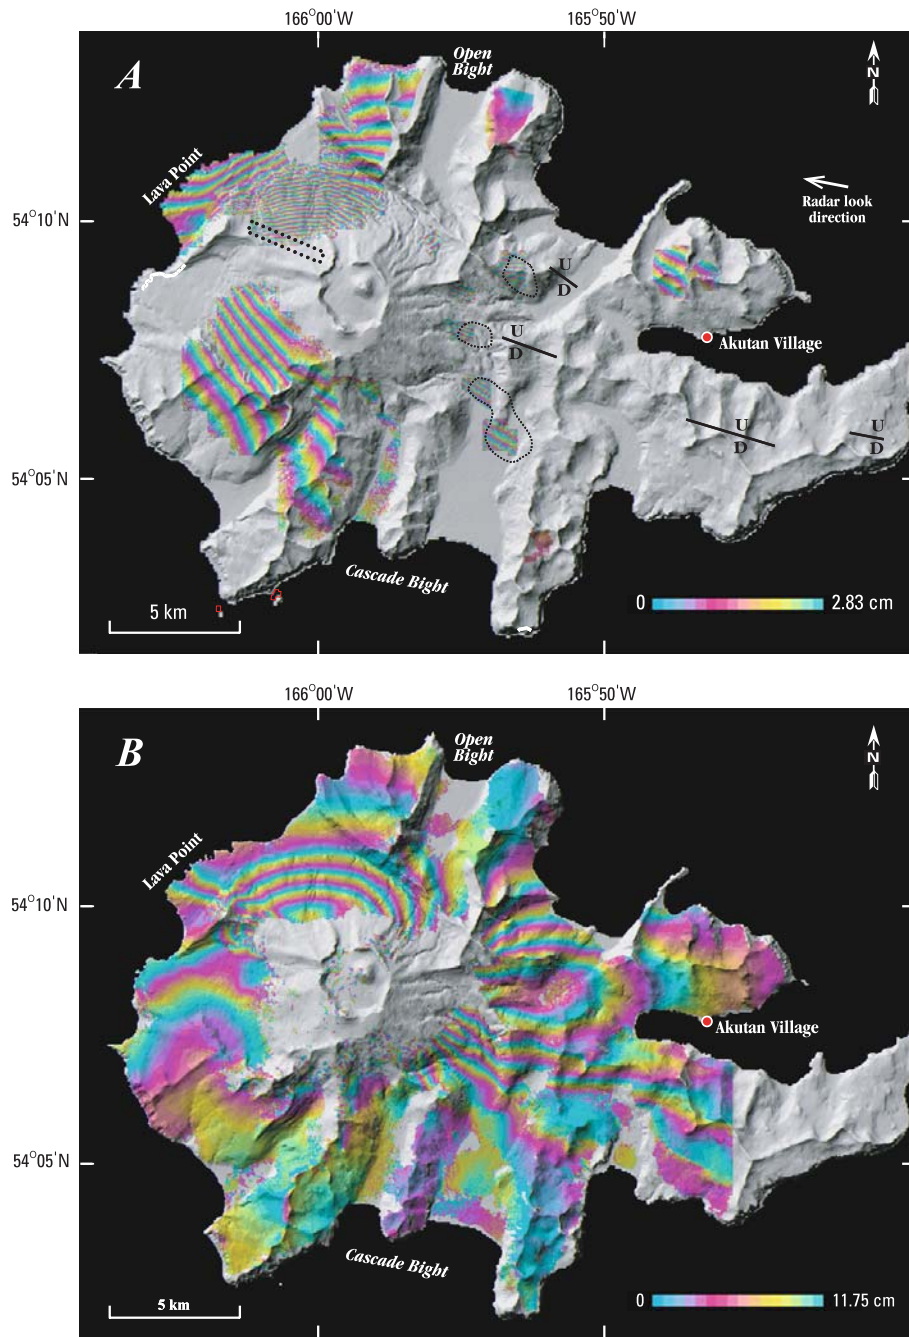 166°00'W
165°50'W
A
Open
Bight
N
Lava Point
Radar look
direction
54°10'N
U
D
U
D
Akutan Village
U
D
U
D
54°05'N
Cascade Bight
5 km
0
2.83 cm
166°00'W
165°50'W
B
Open
Bight
N
Lava Point
54°10'N
Akutan Village
54°05'N
Cascade Bight
5 km
0
11.75 cm